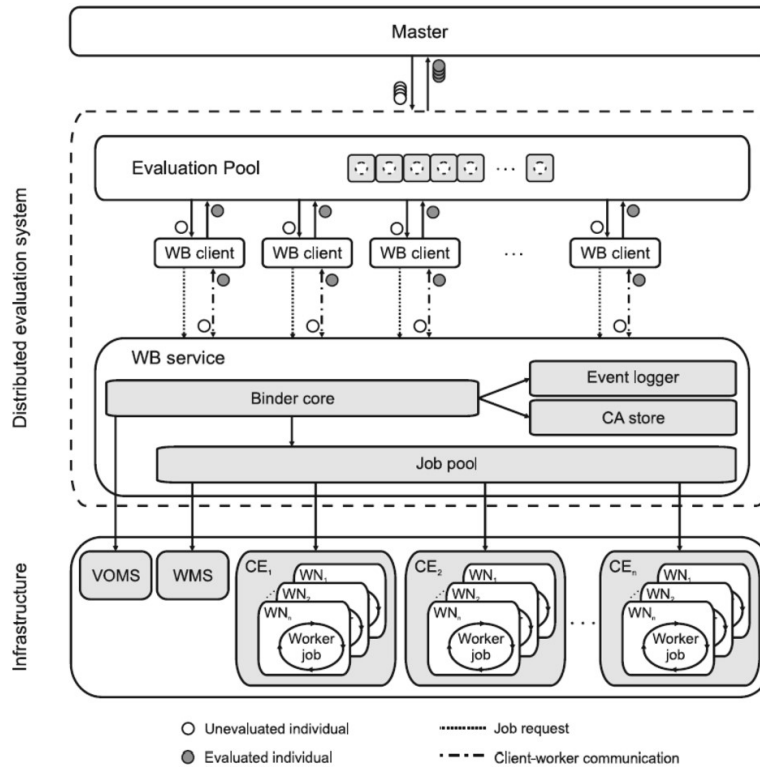 Master
Distributed evaluation system
Evaluation Pool
...
WB client
WB client
WB client
...
WB client
WB service
Binder core
Event logger
CA store
Job pool
Infrastructure
VOMS
WMS
CE1
WN1
WN2
WNn
Worker
job
CE2
WN1
WN2
WNn
Worker
job
...
CEn
WN1
WN2
WNn
Worker
job
Unevaluated individual
Job request
Evaluated individual
Client-worker communication